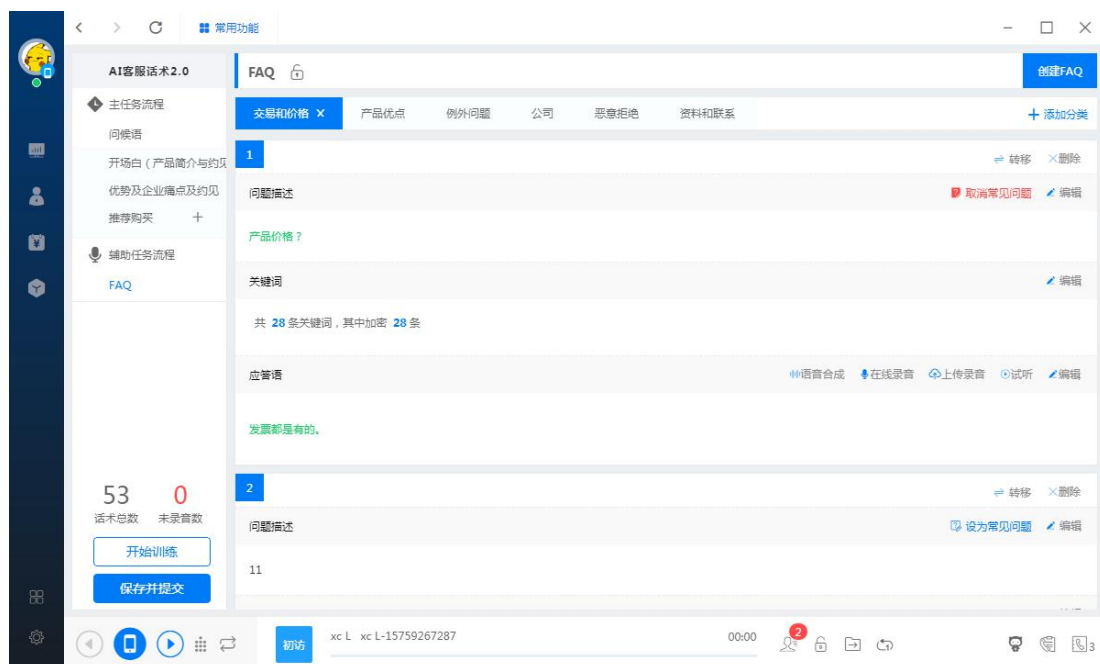 常用功能
AI客服话术2.0
FAQ
创建FAQ
主任务流程
问候语
开场白（产品简介与约见
优势及企业痛点及约见
推荐购买
辅助任务流程
FAQ
交易和价格 X 产品优点 例外问题 公司 恶意拒绝 资料和联系
添加分类
1
转移 删除
问题描述
取消常见问题 编辑
产品价格？
关键词
编辑
共 28 条关键词，其中加密 28 条
应答语
语音合成 在线录音 上传录音 试听 编辑
发票都是有的。
2
转移 删除
问题描述
设为常见问题 编辑
11
53 0
话术总数 未录音数
开始训练
保存并提交
初访
xc L xc L-15759267287
00:00
2
3